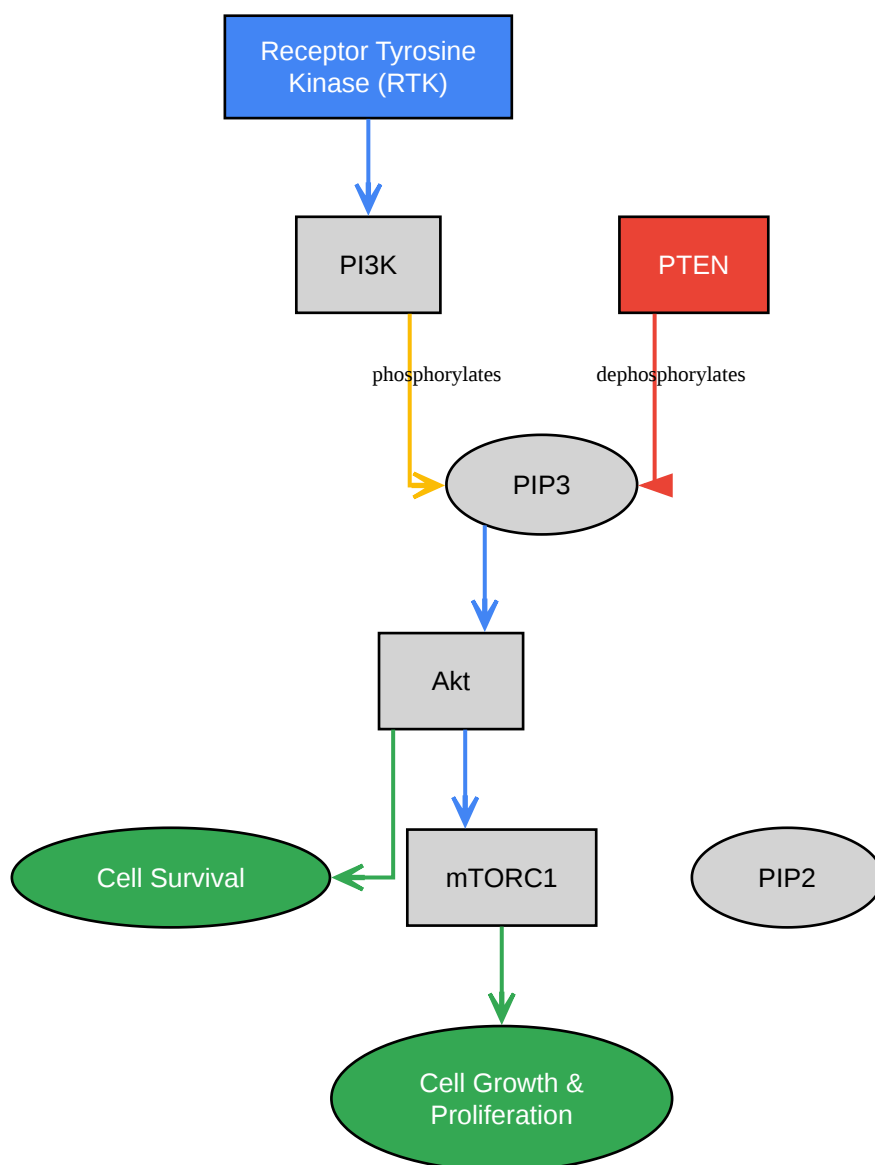 Receptor Tyrosine
Kinase (RTK)
PI3K
PTEN
phosphorylates
dephosphorylates
PIP3
Akt
Cell Survival
mTORC1
PIP2
Cell Growth &
Proliferation